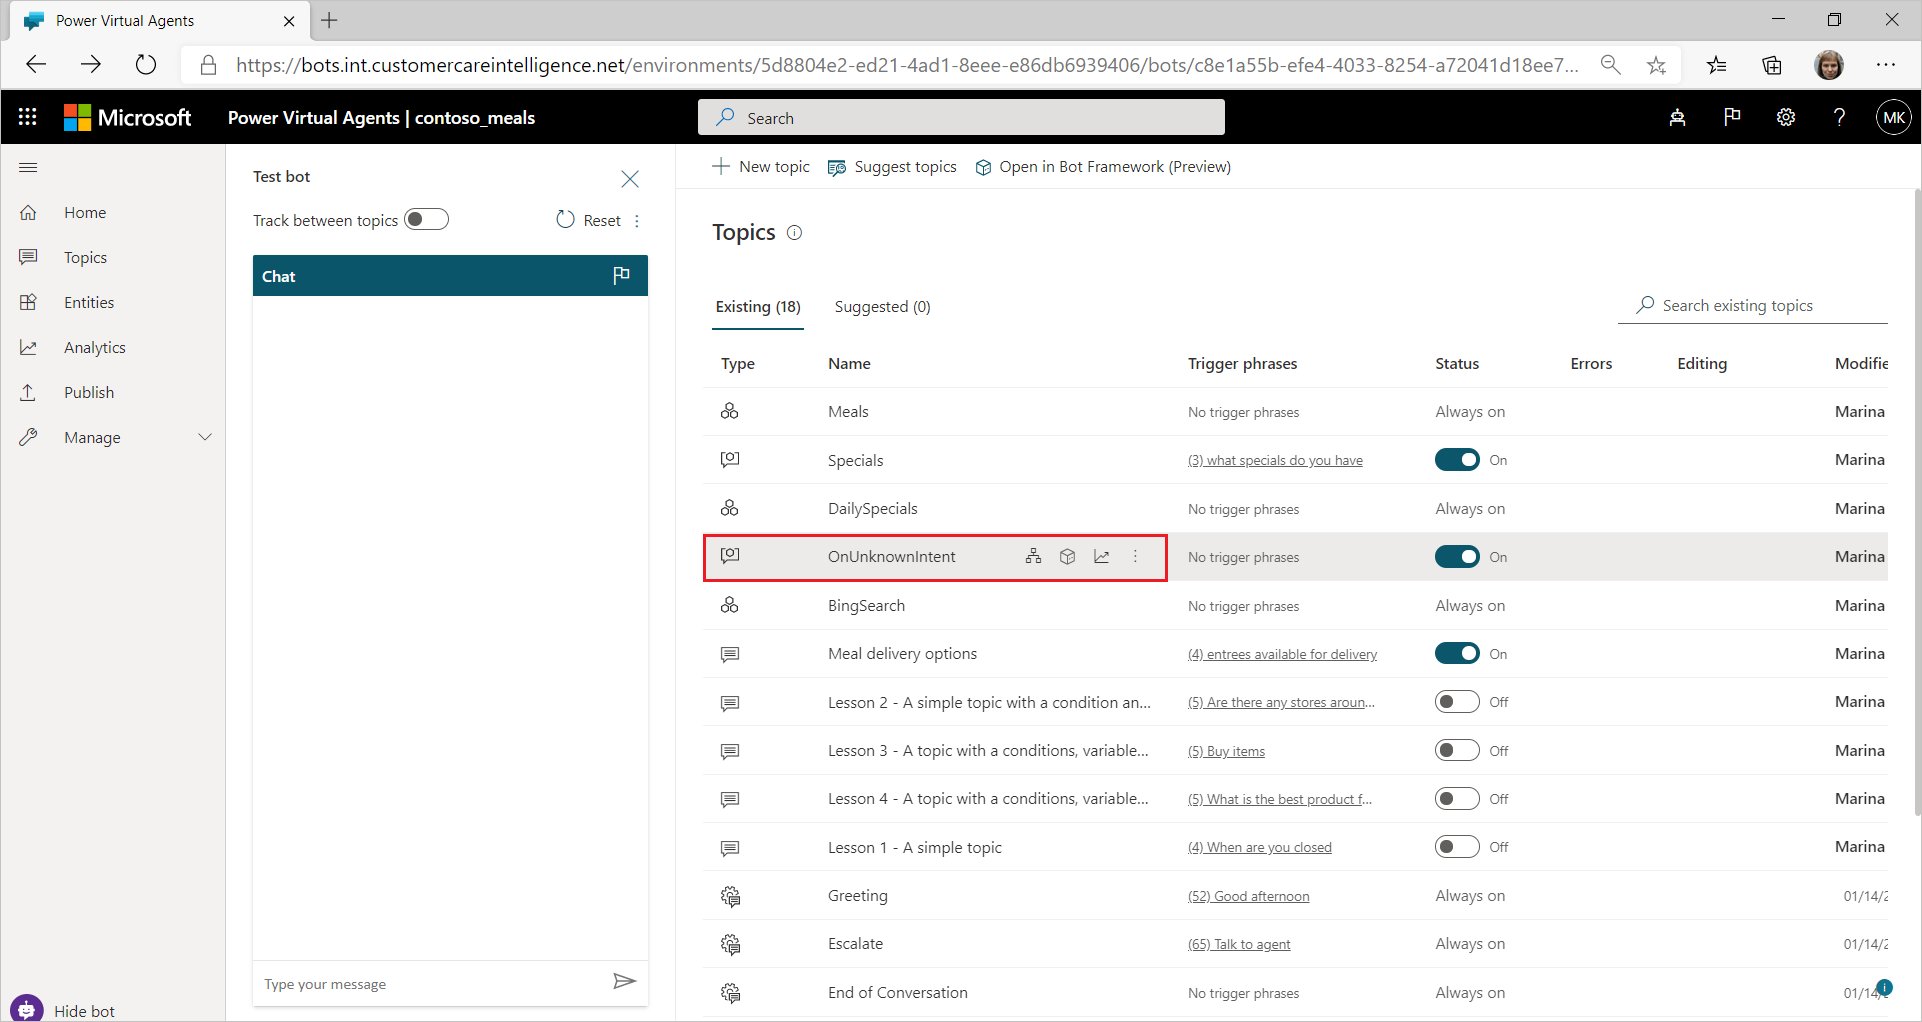 Power Virtual Agents
https://bots.int.customercareintelligence.net/environments/5d8804e2-ed21-4ad1-8eee-e86db6939406/bots/c8e1a55b-efe4-4033-8254-a72041d18ee7...
Microsoft
Power Virtual Agents | contoso_meals
Search
MK
Home
Topics
Entities
Analytics
Publish
Manage
Hide bot
Test bot
Track between topics
Reset
Chat
Type your message
New topic
Suggest topics
Open in Bot Framework (Preview)
Topics
Existing (18)
Suggested (0)
Search existing topics
Type Name Trigger phrases Status Errors Editing Modifie
Meals No trigger phrases Always on Marina
Specials (3) what specials do you have On Marina
DailySpecials No trigger phrases Always on Marina
OnUnknownIntent No trigger phrases On Marina
BingSearch No trigger phrases Always on Marina
Meal delivery options (4) entrees available for delivery On Marina
Lesson 2 - A simple topic with a condition an... (5) Are there any stores aroun... Off Marina
Lesson 3 - A topic with a conditions, variable... (5) Buy items Off Marina
Lesson 4 - A topic with a conditions, variable... (5) What is the best product f... Off Marina
Lesson 1 - A simple topic (4) When are you closed Off Marina
Greeting (52) Good afternoon Always on 01/14/2
Escalate (65) Talk to agent Always on 01/14/2
End of Conversation No trigger phrases Always on 01/14/